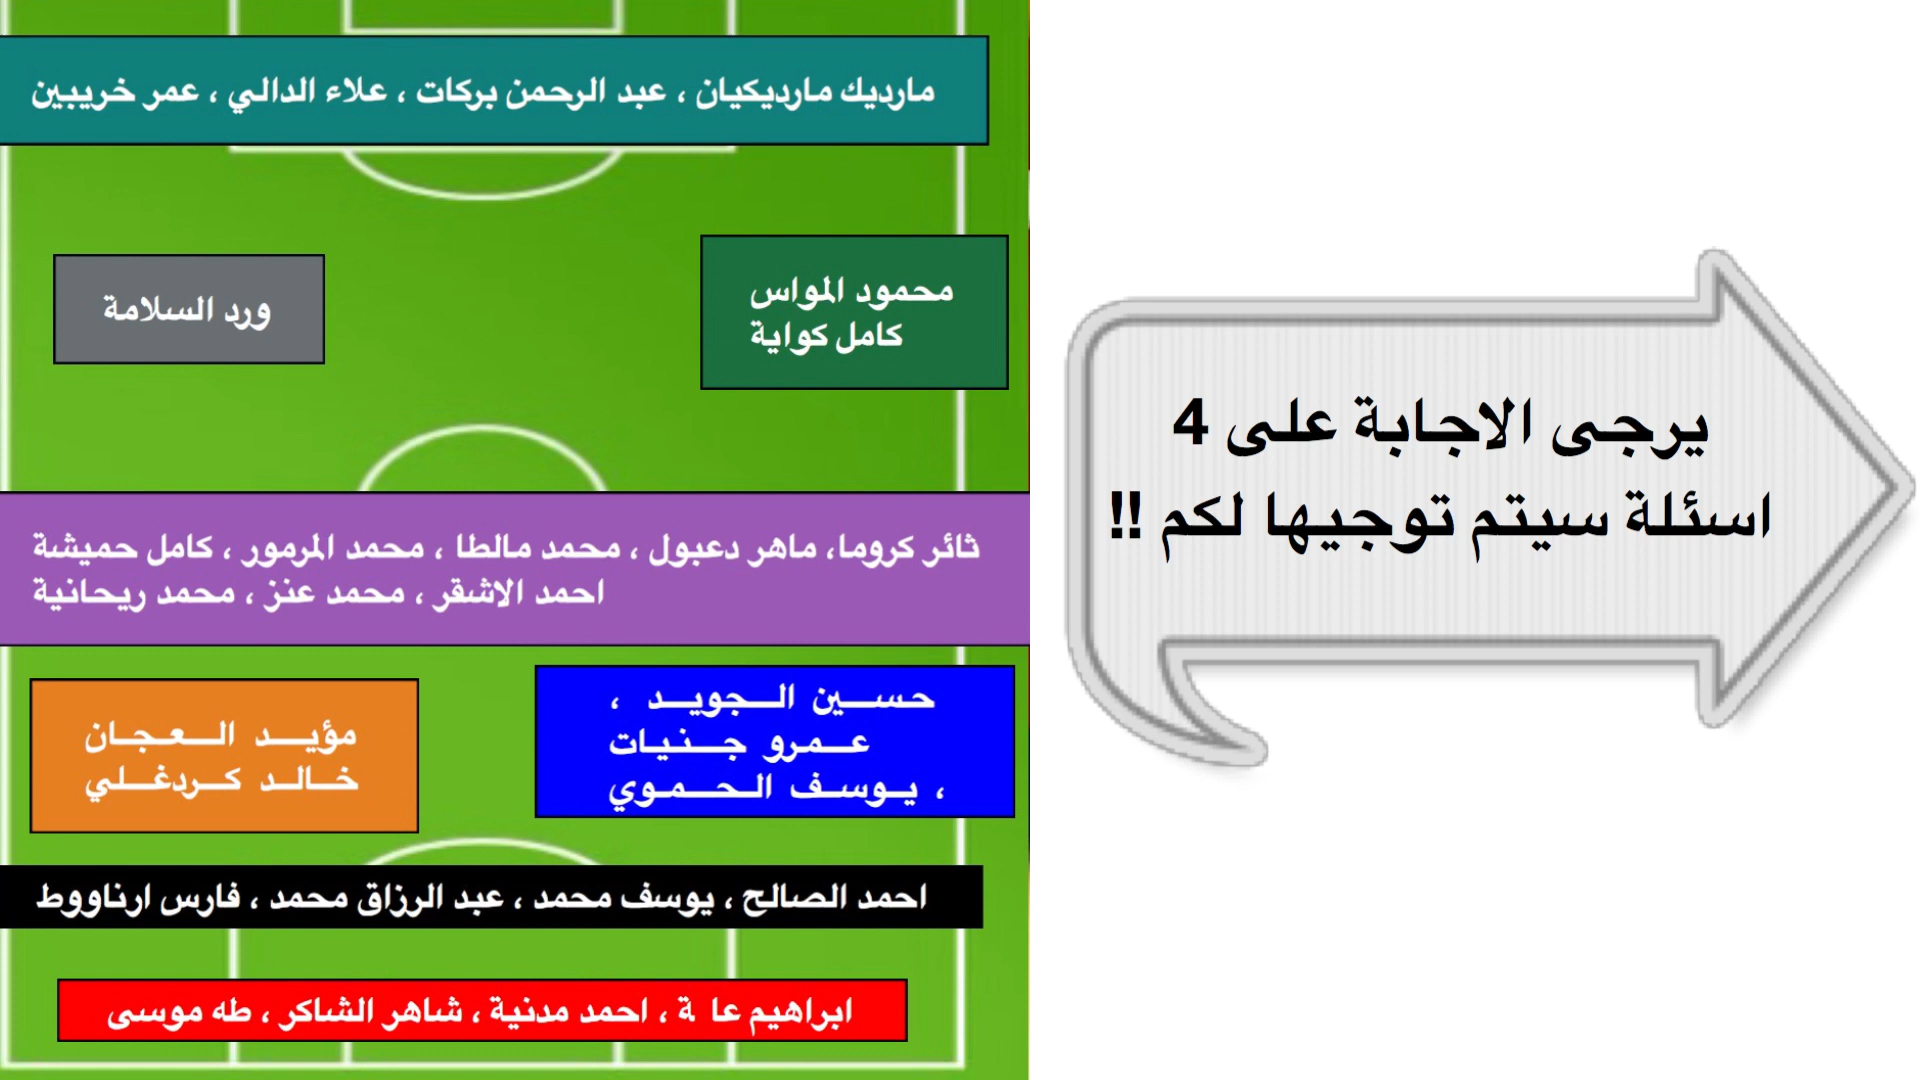 مارديك مارديكيان ، عبد الرحمن بركات ، علاء الدالي ، عمر خريبين
محمود المواس
كامل كواية
ورد السلامة
ثائر كروما، ماهر دعبول ، محمد مالطا ، محمد المرمور ، كامل حميشة
احمد الاشقر ، محمد عنز ، محمد ريحانية
حسين الجويد ،
عمرو جنيات
، يوسف الحموي
مؤيد العجان
خالد كردغلي
احمد الصالح ، يوسف محمد ، عبد الرزاق محمد ، فارس ارناووط
ابراهيم عا ة ، احمد مدنية ، شاهر الشاكر ، طه موسى
يرجى الاجابة على 4
اسئلة سيتم توجيها لكم !!